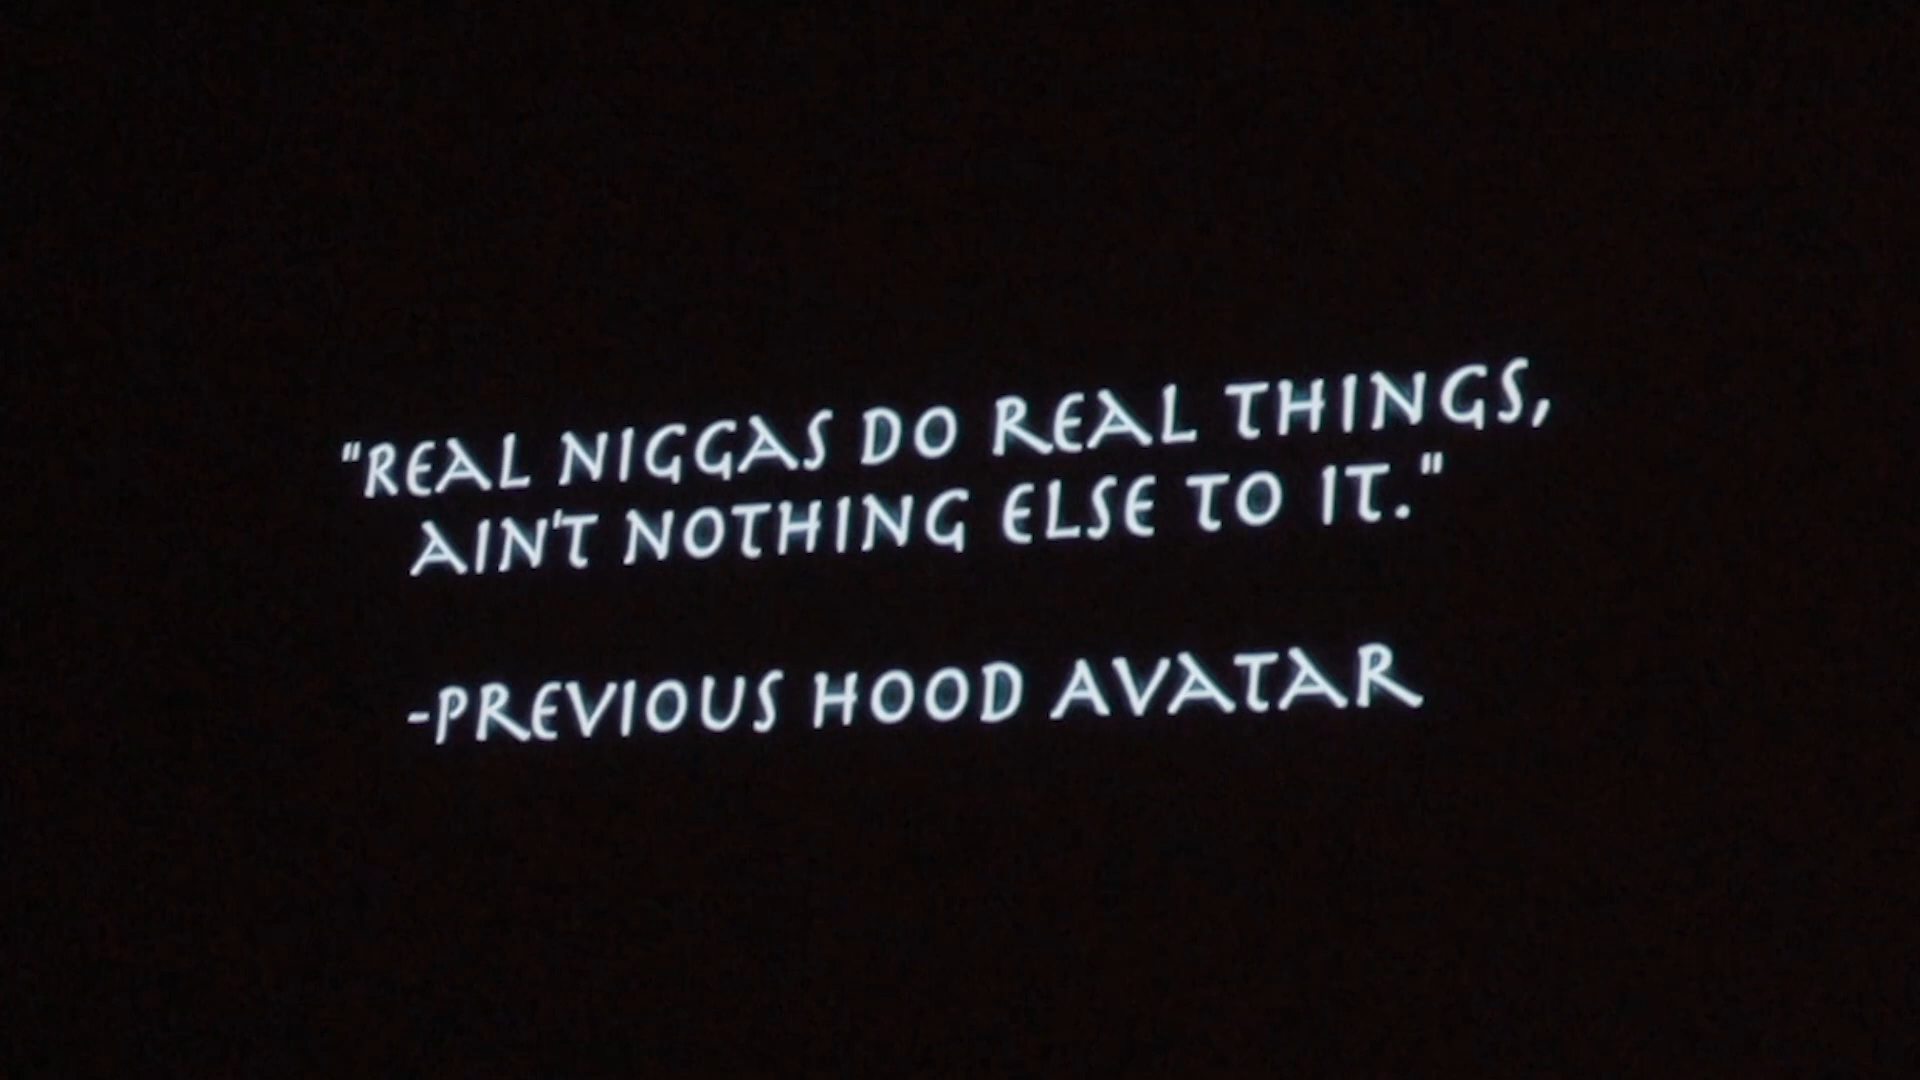 "REAL NIGGAS DO REAL THINGS,
AIN'T NOTHING ELSE TO IT."
-PREVIOUS HOOD AVATAR